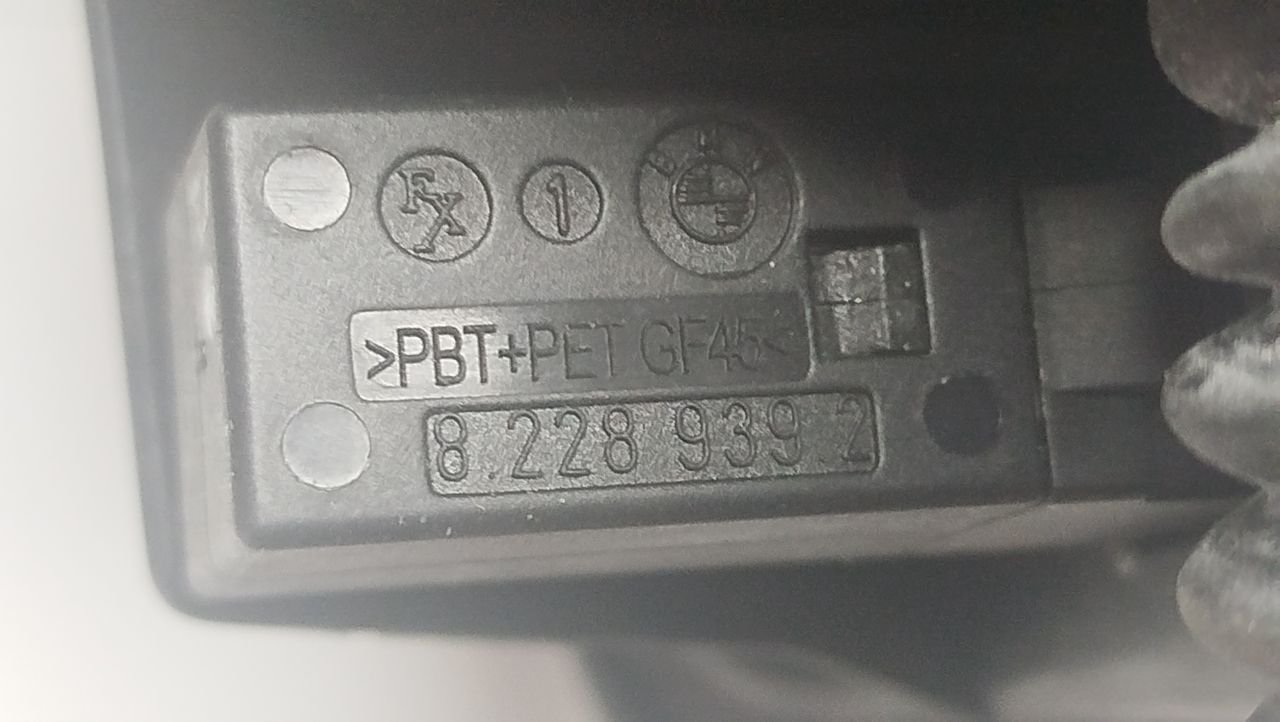 FX 1 BMW
>PBT+PET GF45<
8.228 939.2